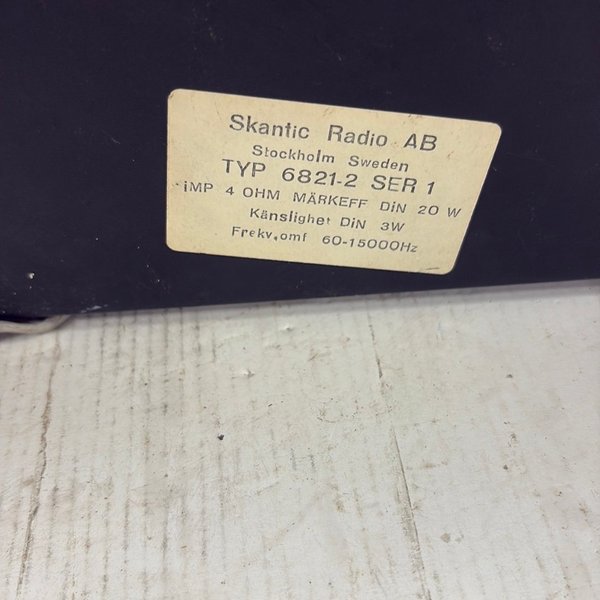 Skantic Radio AB
Stockholm Sweden
TYP 6821-2 SER 1
iMP 4 OHM MÄRKEFF DiN 20 W
Känslighet DiN 3W
Frekv.omf 60-15000Hz